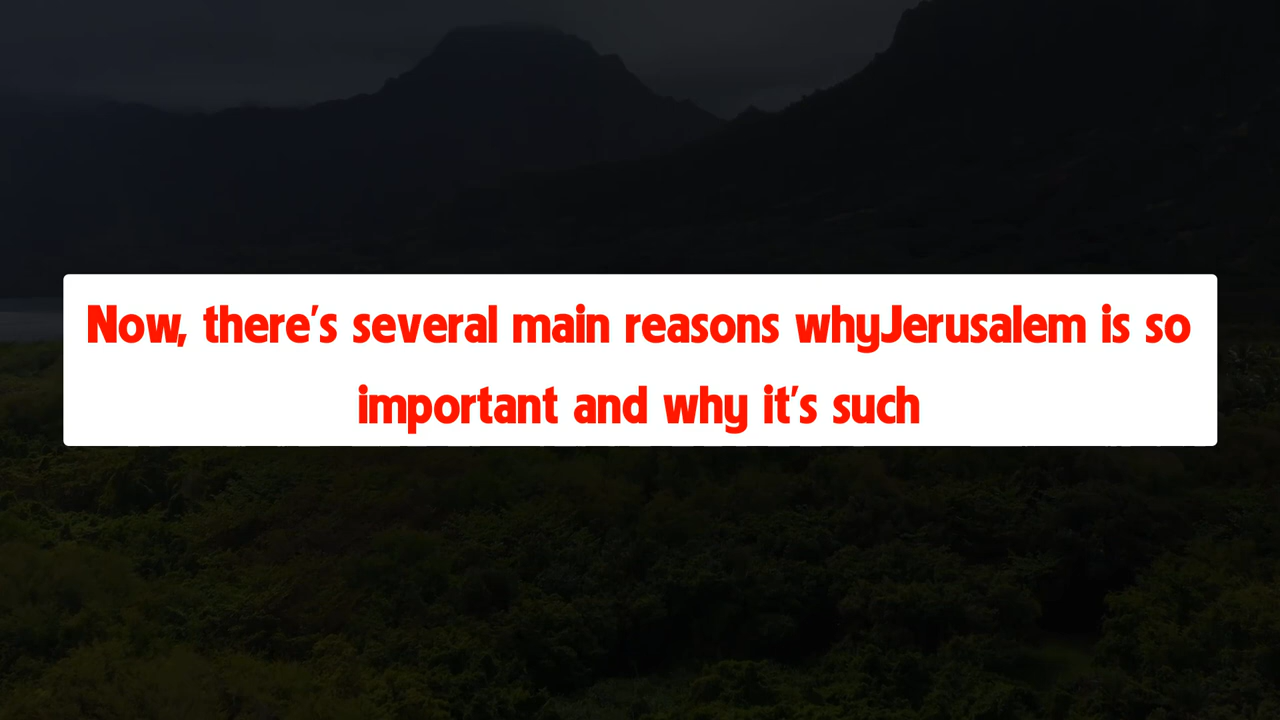 Now, there's several main reasons whyJerusalem is so
important and why it's such